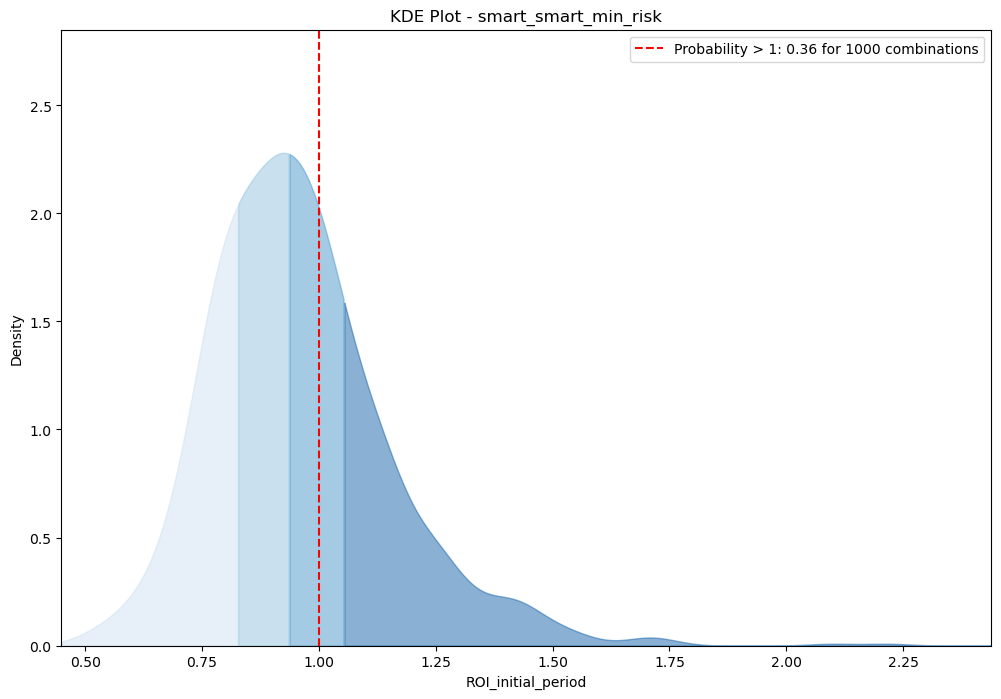 KDE Plot - smart_smart_min_risk
Probability > 1: 0.36 for 1000 combinations
2.5
2.0
1.5
1.0
0.5
0.0
Density
0.50 0.75 1.00 1.25 1.50 1.75 2.00 2.25
ROI_initial_period